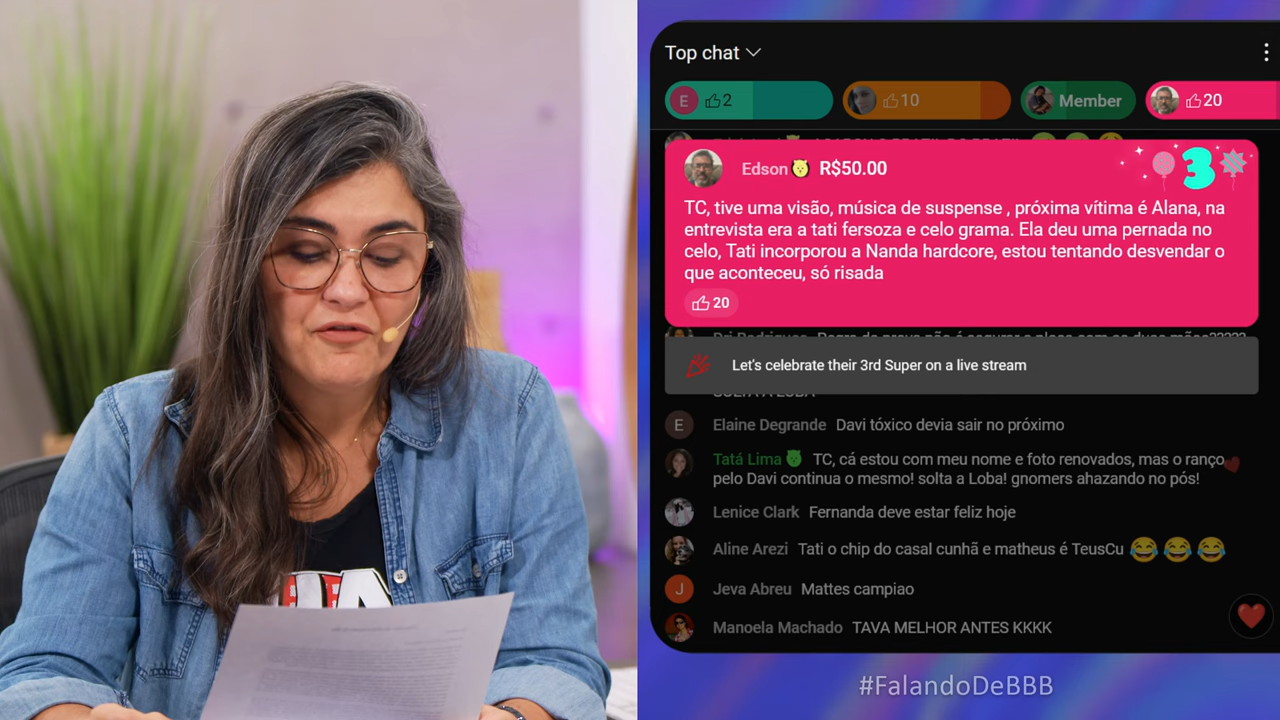 Top chat
E 2
10
Member
20
Edson R$50.00
3
TC, tive uma visão, música de suspense , próxima vítima é Alana, na
entrevista era a tati fersoza e celo grama. Ela deu uma pernada no
celo, Tati incorporou a Nanda hardcore, estou tentando desvendar o
que aconteceu, só risada
20
Let's celebrate their 3rd Super on a live stream
SOLTA A LOBA
E Elaine Degrande Davi tóxico devia sair no próximo
Tatá Lima TC, cá estou com meu nome e foto renovados, mas o ranço
pelo Davi continua o mesmo! solta a Loba! gnomers ahazando no pós!
Lenice Clark Fernanda deve estar feliz hoje
Aline Arezi Tati o chip do casal cunhã e matheus é TeusCu 😂😂😂
J Jeva Abreu Mattes campiao
Manoela Machado TAVA MELHOR ANTES KKKK
#FalandoDeBBB